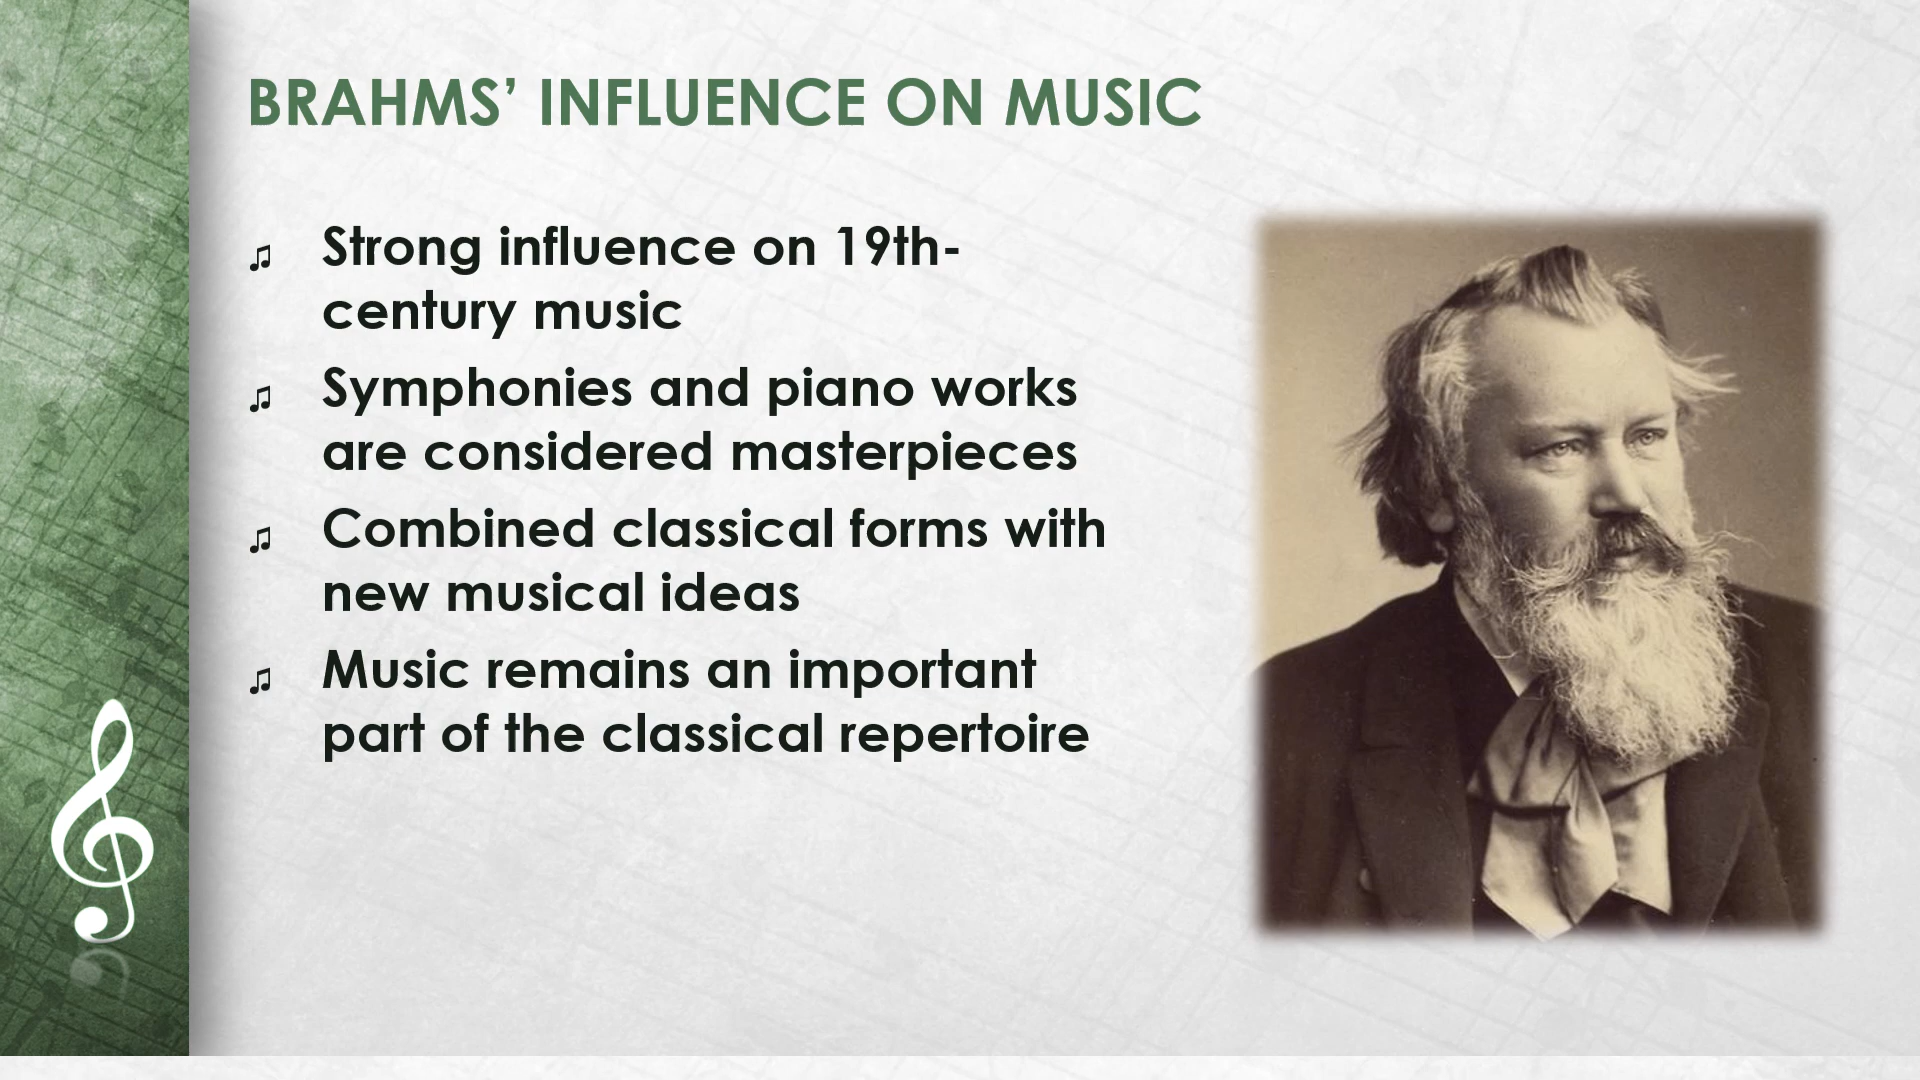 BRAHMS’ INFLUENCE ON MUSIC
♫ Strong influence on 19th-
century music
♫ Symphonies and piano works
are considered masterpieces
♫ Combined classical forms with
new musical ideas
♫ Music remains an important
part of the classical repertoire